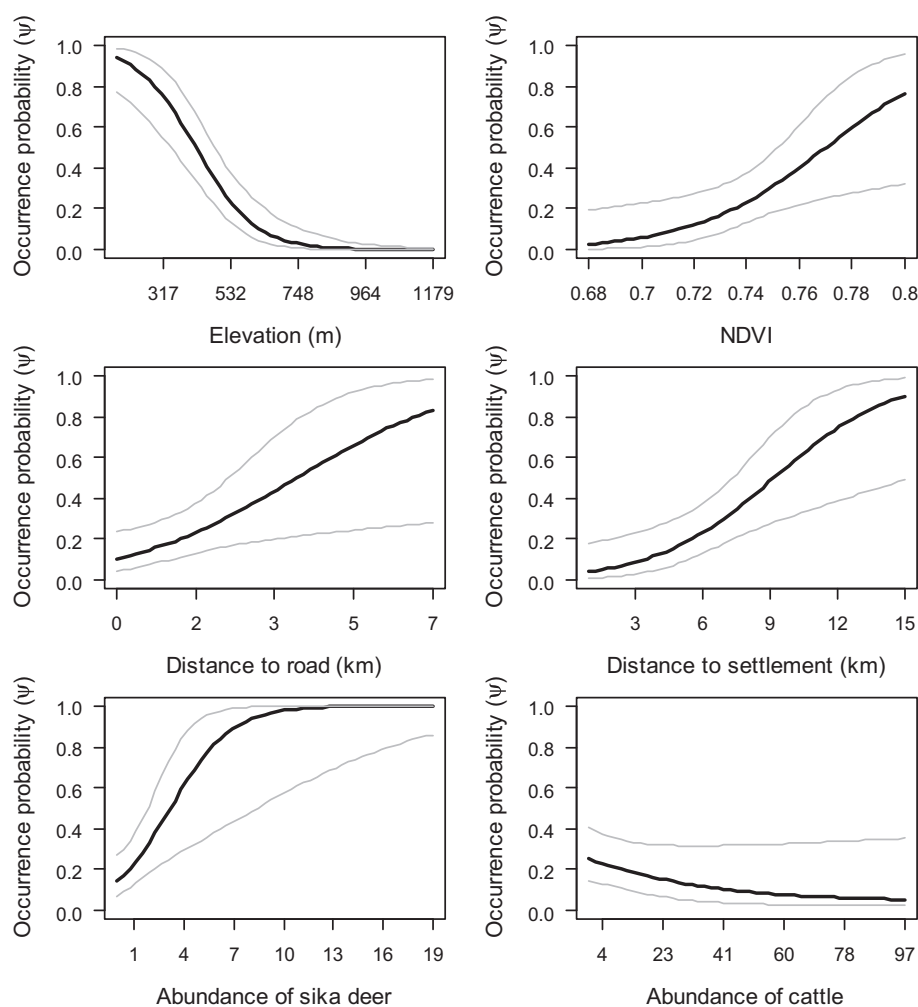 Occurrence probability (ψ)
1.0
0.8
0.6
0.4
0.2
0.0
317 532 748 964 1179
Elevation (m)
Occurrence probability (ψ)
1.0
0.8
0.6
0.4
0.2
0.0
0.68 0.7 0.72 0.74 0.76 0.78 0.8
NDVI
Occurrence probability (ψ)
1.0
0.8
0.6
0.4
0.2
0.0
0 2 3 5 7
Distance to road (km)
Occurrence probability (ψ)
1.0
0.8
0.6
0.4
0.2
0.0
3 6 9 12 15
Distance to settlement (km)
Occurrence probability (ψ)
1.0
0.8
0.6
0.4
0.2
0.0
1 4 7 10 13 16 19
Abundance of sika deer
Occurrence probability (ψ)
1.0
0.8
0.6
0.4
0.2
0.0
4 23 41 60 78 97
Abundance of cattle